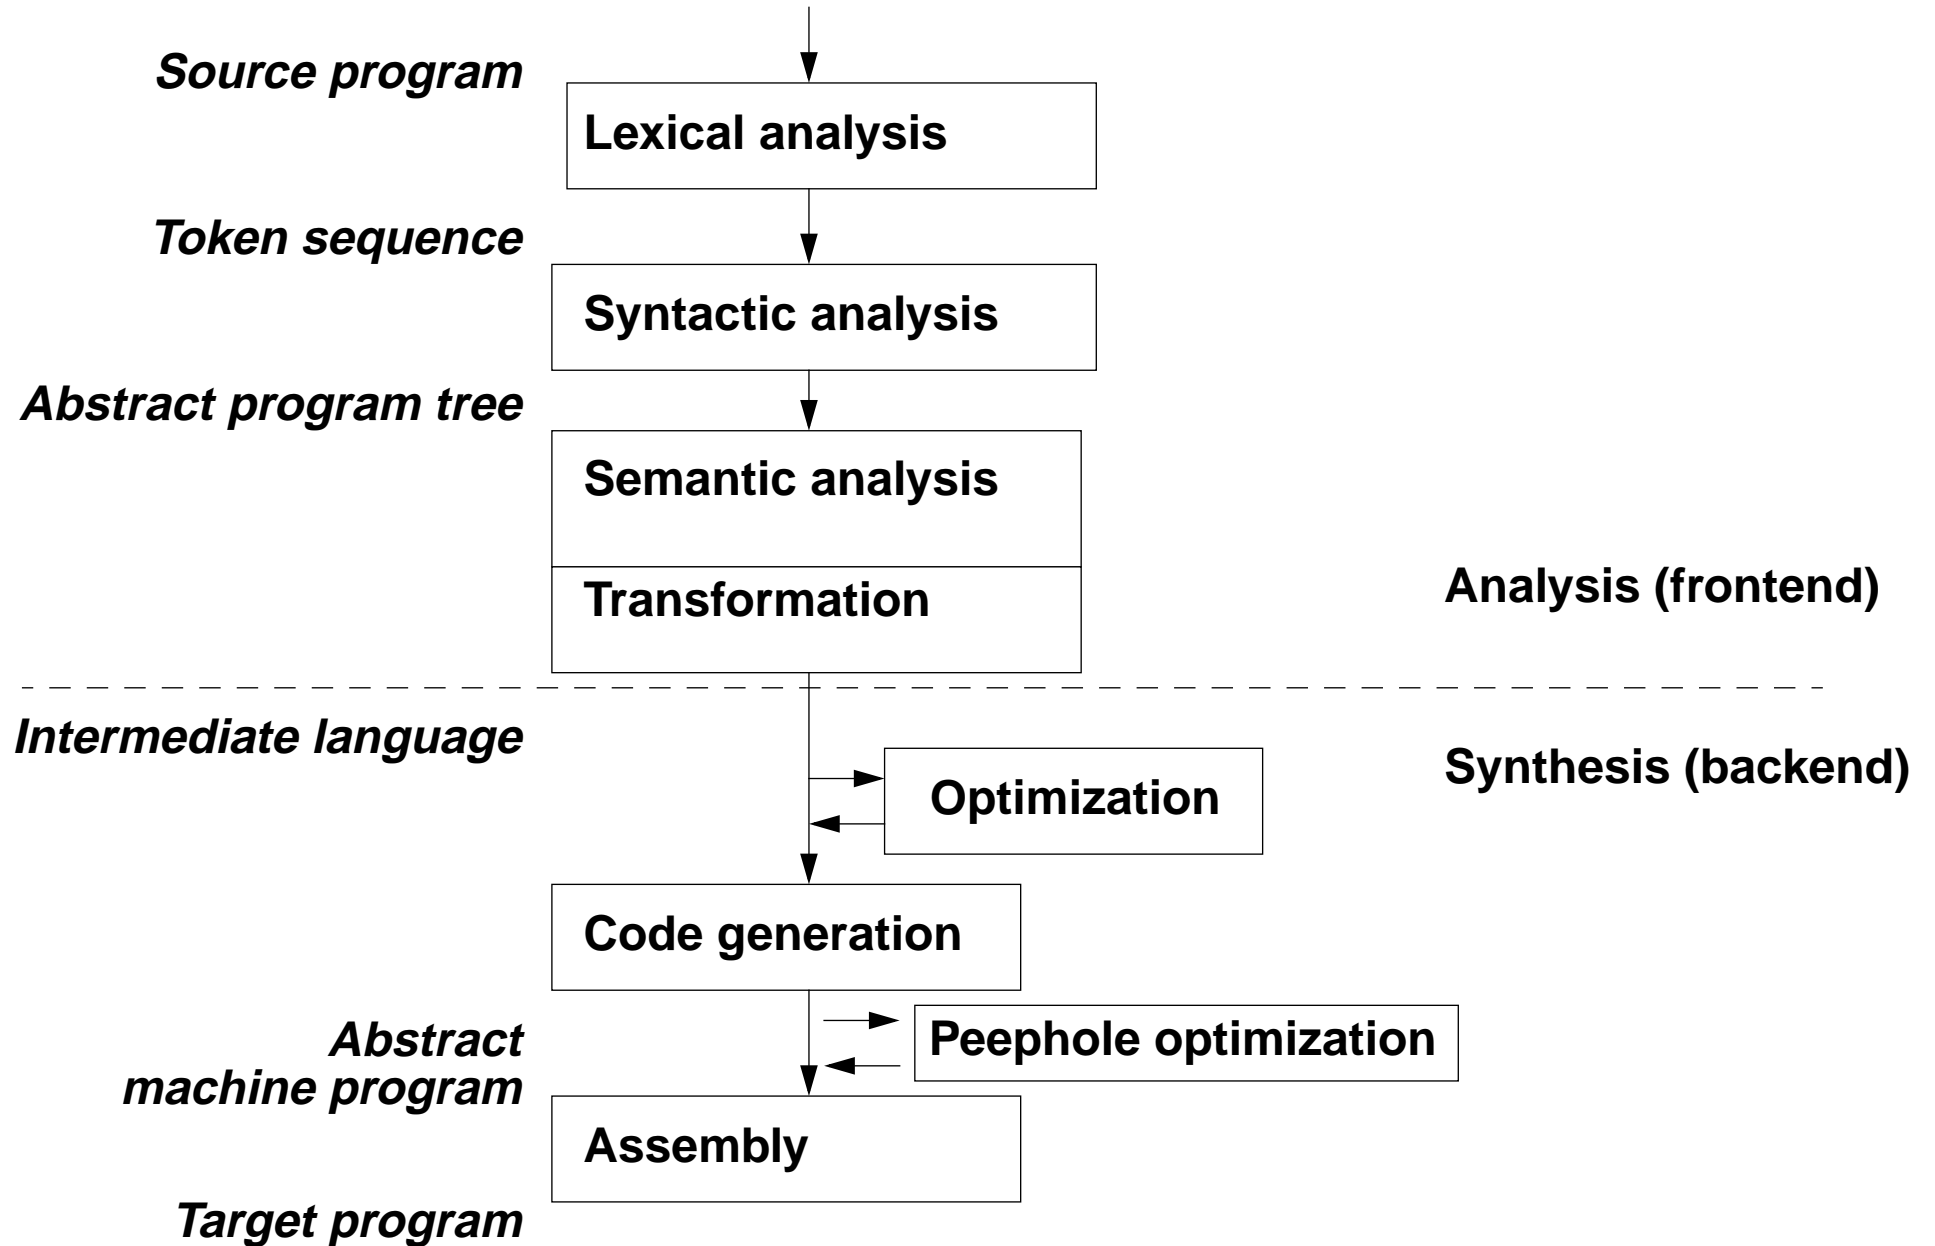 Source program
Lexical analysis
Token sequence
Syntactic analysis
Abstract program tree
Semantic analysis
Transformation
Analysis (frontend)
Intermediate language
Synthesis (backend)
Optimization
Code generation
Abstract
machine program
Peephole optimization
Assembly
Target program